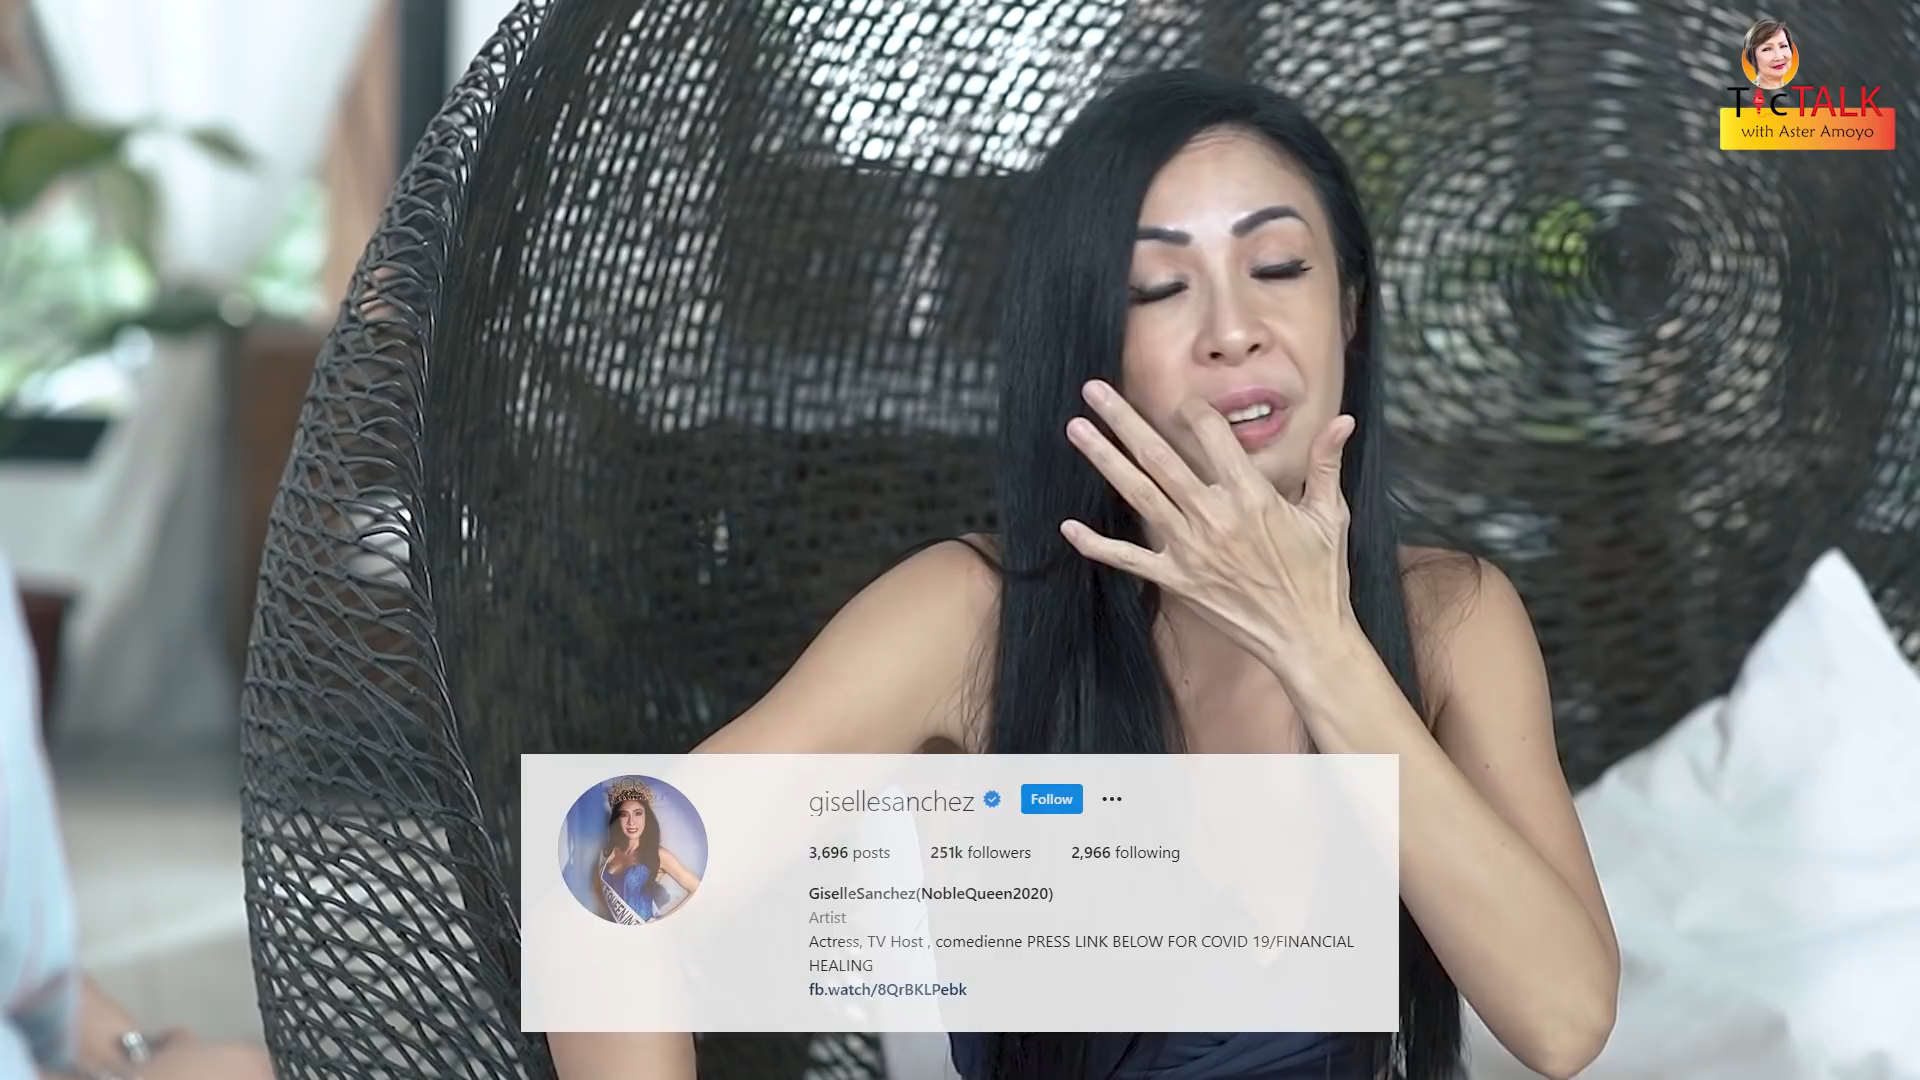 TicTALK
with Aster Amoyo
gisellesanchez Follow
3,696 posts 251k followers 2,966 following
GiselleSanchez(NobleQueen2020)
Artist
Actress, TV Host , comedienne PRESS LINK BELOW FOR COVID 19/FINANCIAL
HEALING
fb.watch/8QrBKLPebk